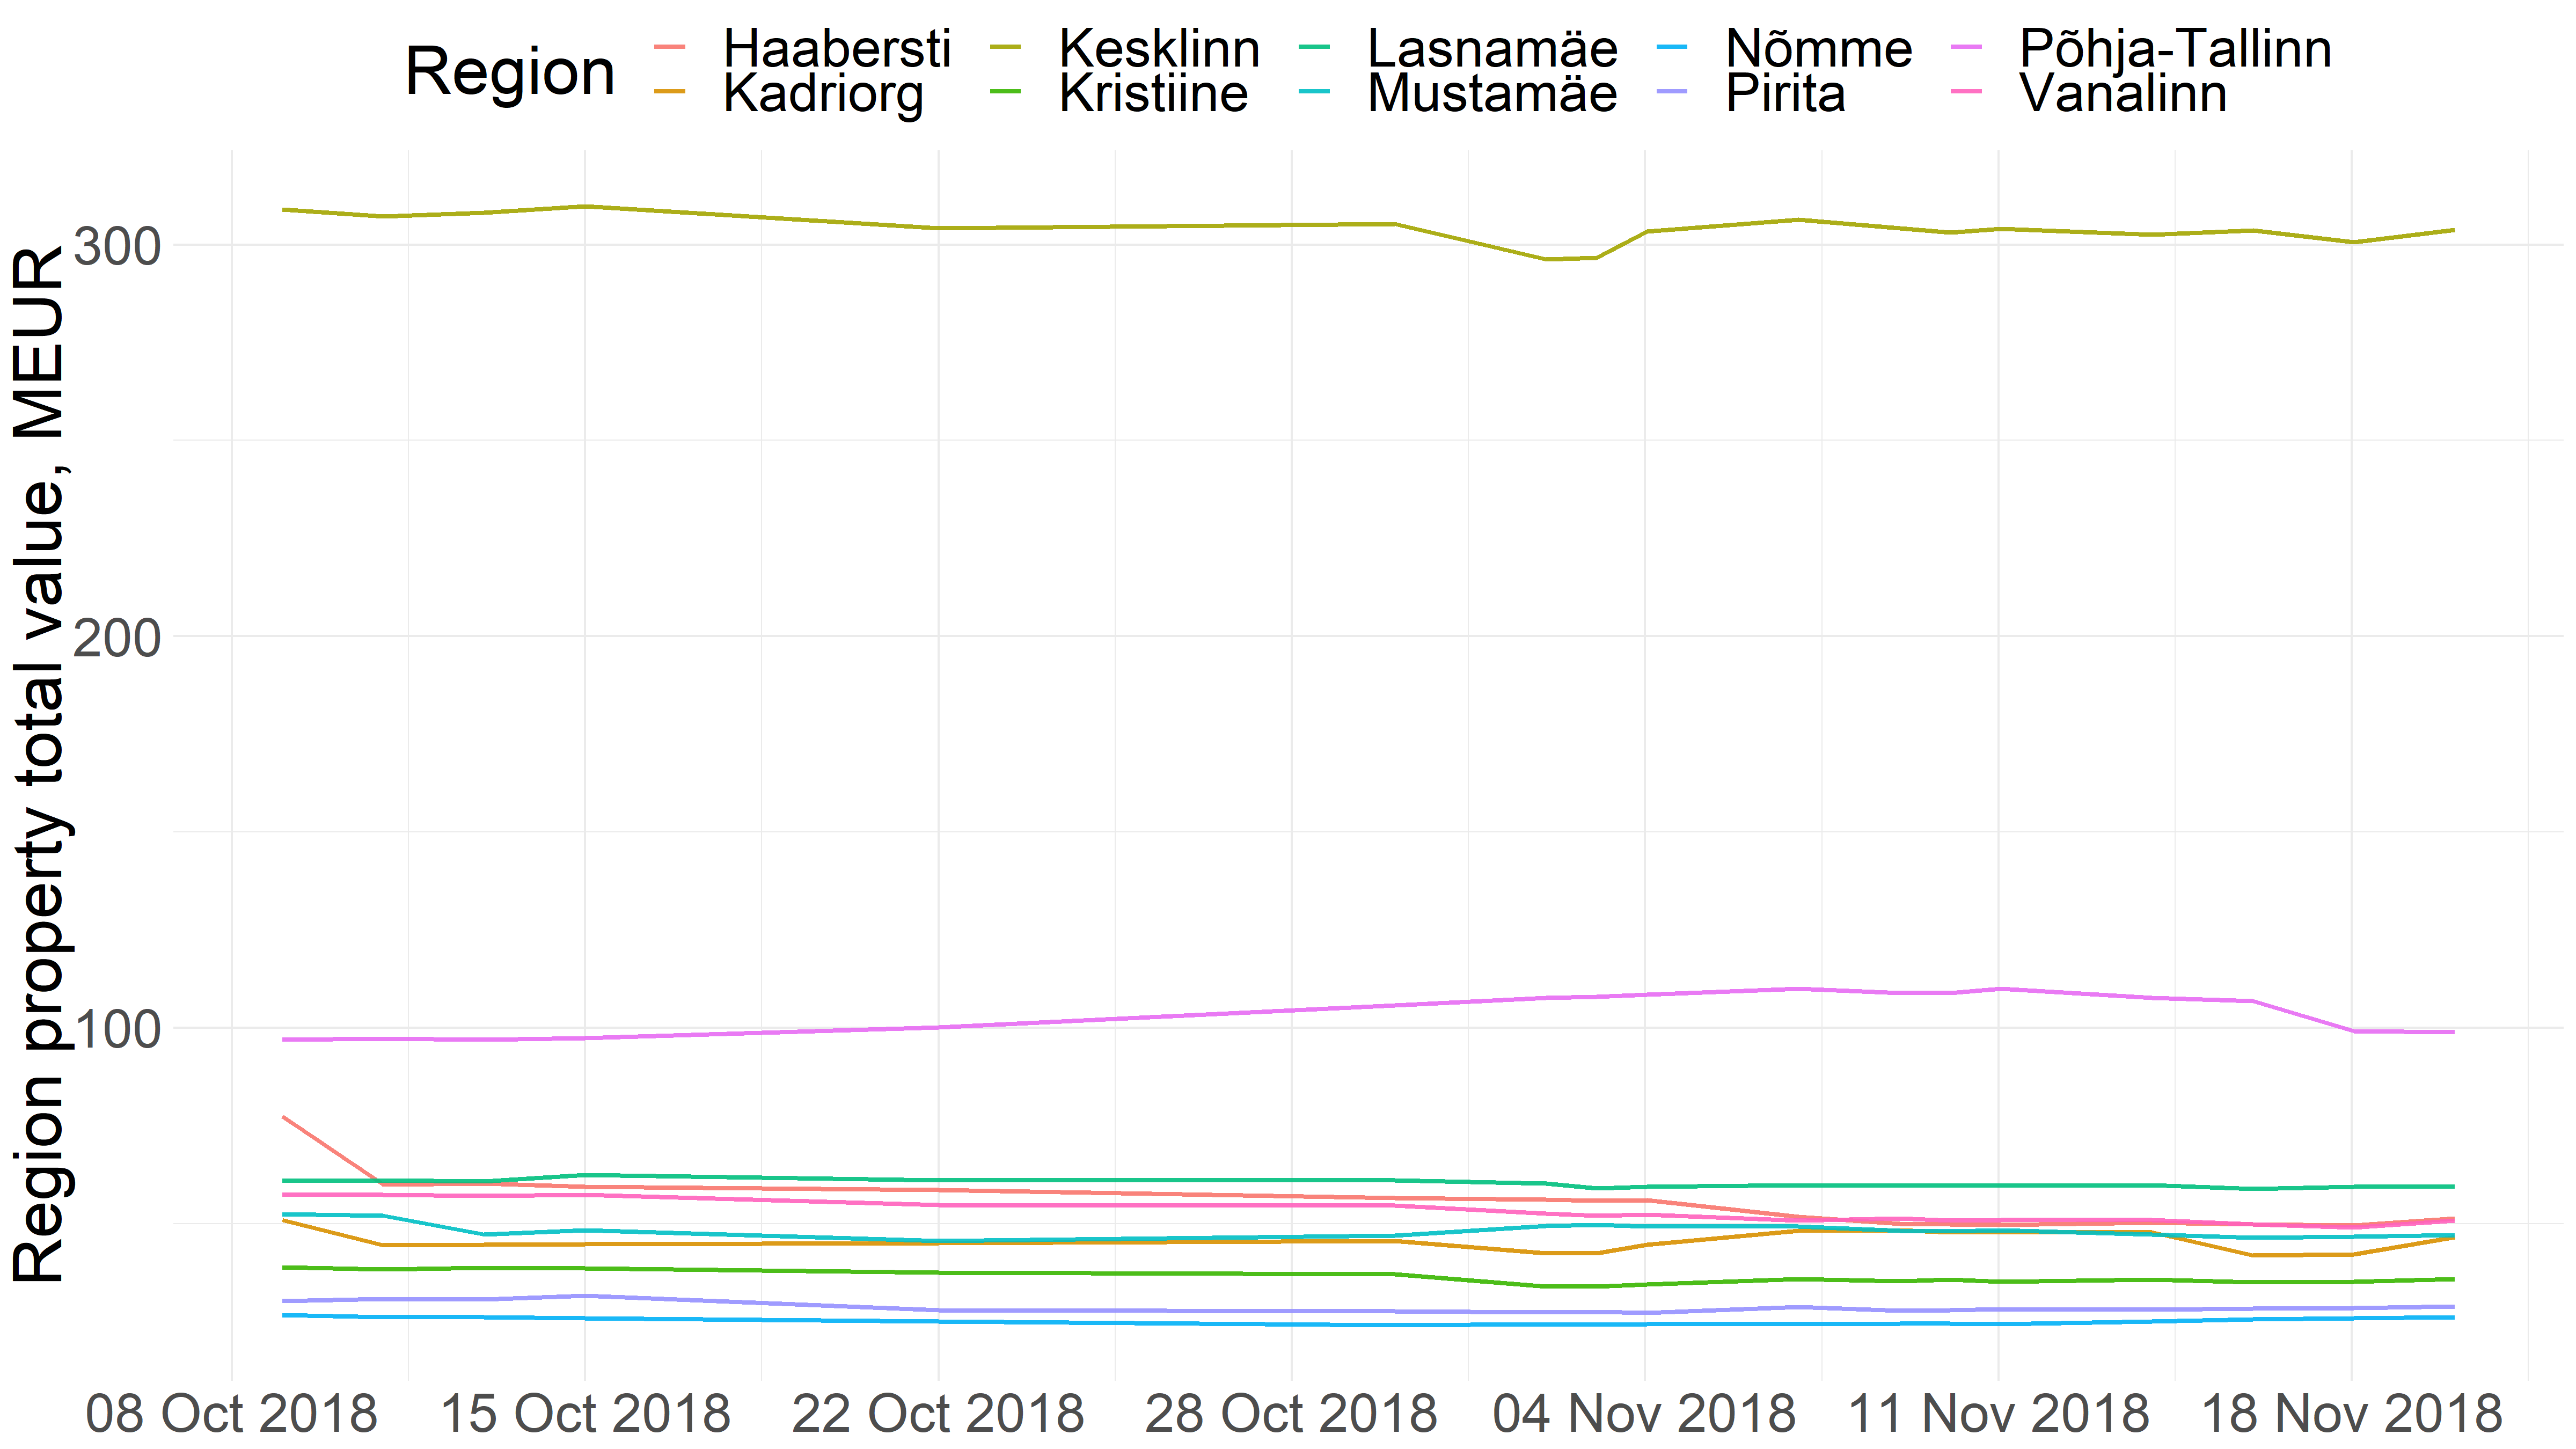 Region
Haabersti Kesklinn Lasnamäe Nõmme Põhja-Tallinn
Kadriorg Kristiine Mustamäe Pirita Vanalinn
Region property total value, MEUR
300
200
100
08 Oct 2018 15 Oct 2018 22 Oct 2018 28 Oct 2018 04 Nov 2018 11 Nov 2018 18 Nov 2018